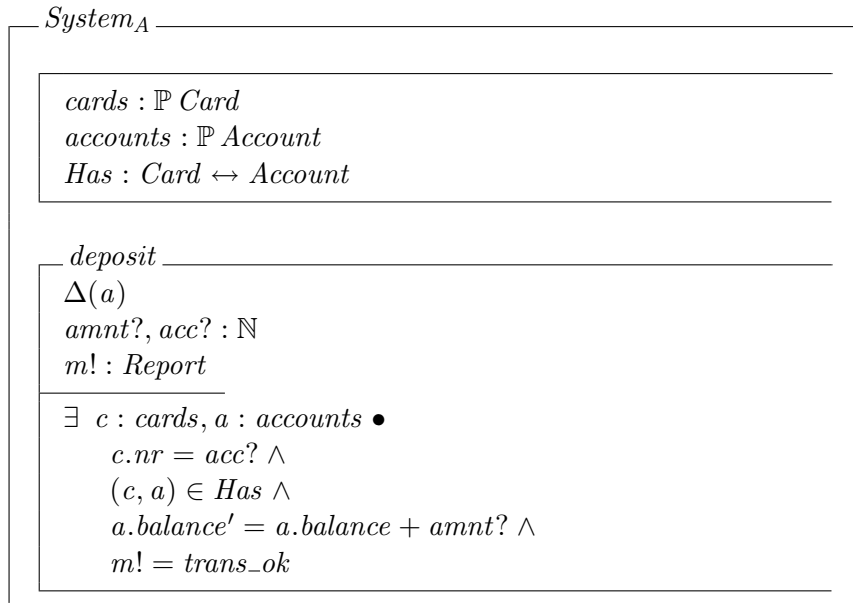 System_A
cards : ℙ Card
accounts : ℙ Account
Has : Card ↔ Account
deposit
Δ(a)
amnt?, acc? : ℕ
m! : Report
∃ c : cards, a : accounts •
c.nr = acc? ∧
(c, a) ∈ Has ∧
a.balance′ = a.balance + amnt? ∧
m! = trans_ok